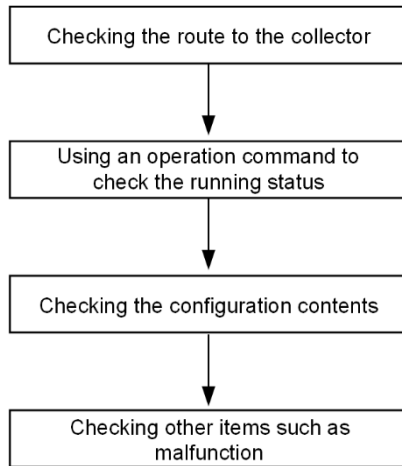 Checking the route to the collector
Using an operation command to
check the running status
Checking the configuration contents
Checking other items such as
malfunction